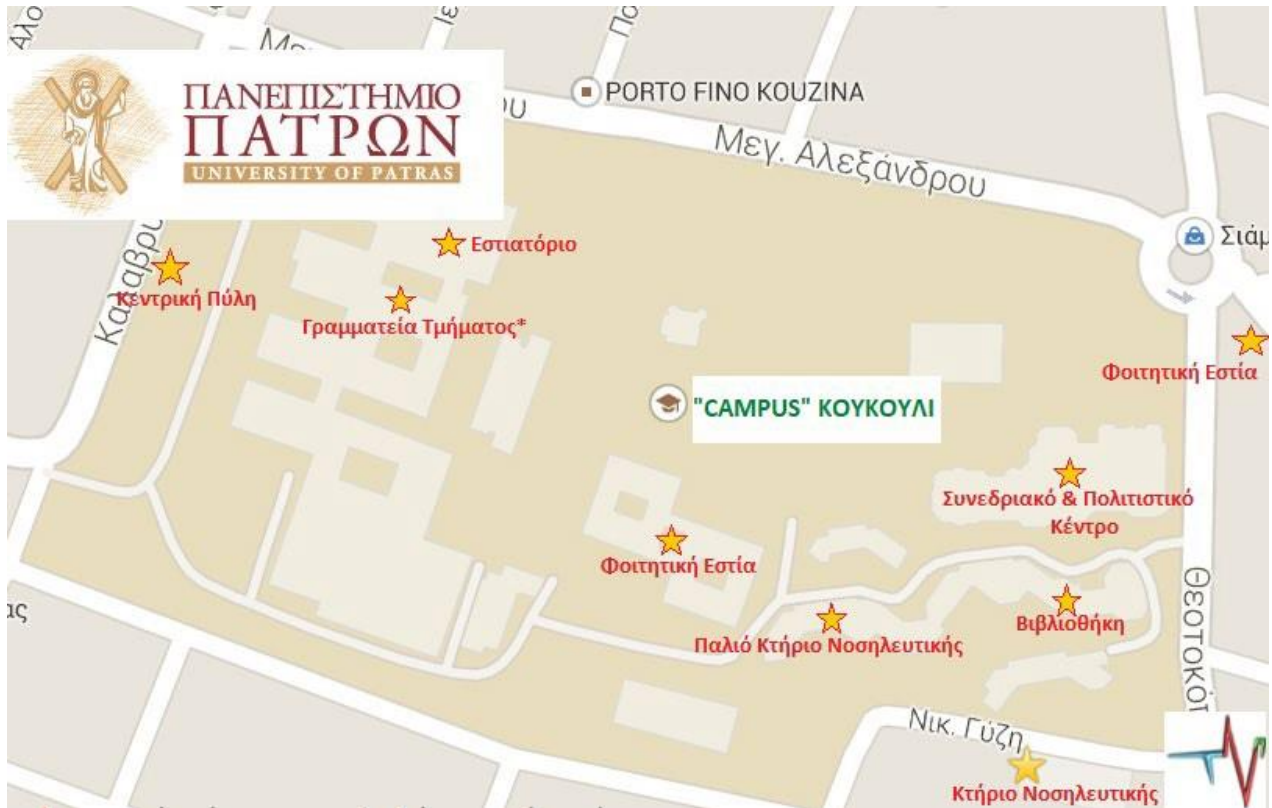 ΠΑΝΕΠΙΣΤΗΜΙΟ
ΠΑΤΡΩΝ
UNIVERSITY OF PATRAS
PORTO FINO KOUZINA
Μεγ. Αλεξάνδρου
Σιάμ
Εστιατόριο
Κεντρική Πύλη
Γραμματεία Τμήματος*
Φοιτητική Εστία
"CAMPUS" ΚΟΥΚΟΥΛΙ
Συνεδριακό & Πολιτιστικό
Κέντρο
Φοιτητική Εστία
Βιβλιοθήκη
Παλιό Κτήριο Νοσηλευτικής
Νικ. Γύζη
Κτήριο Νοσηλευτικής